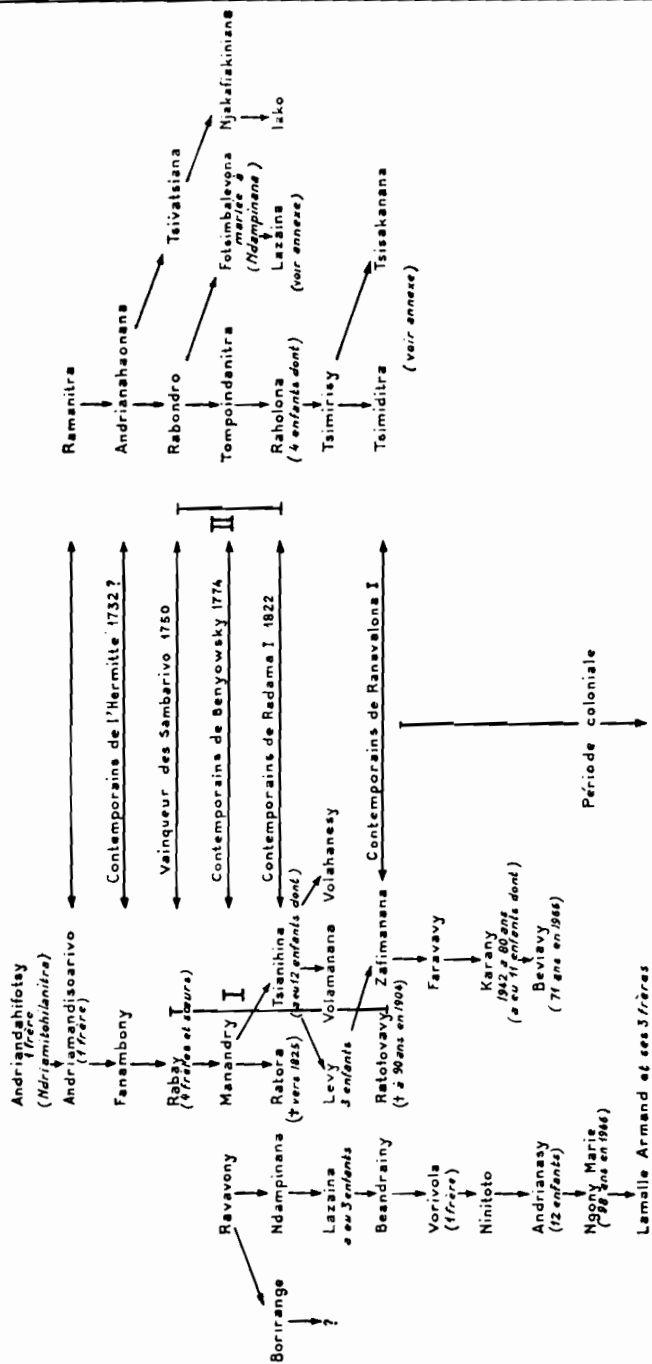 Borirange
?
Ravavony
Ndampinana
Lazaina
a eu 3 enfants
Beandrainy
Vorivola
(1 frère)
Ninitoto
Andrianasy
(12 enfants)
Ngony Marie
(98 ans en 1966)
Lamalle Armand et ses 3 frères
Andriandahifotsy
1 frère
(Ndriamitohilanitra)
Andriamandisoarivo
(1 frère)
Fanambony
Rabay
(4 frères et sœurs)
Manandry
Ratora
(† vers 1825)
Levy
3 enfants
Ratotovavy
(† à 90 ans en 1904)
I
Tsianihina
(a eu 12 enfants dont)
Volamanana
Volahanesy
Zafimanana
Faravavy
Karany
1942 à 80 ans
(a eu 11 enfants dont)
Beviavy
(71 ans en 1966)
Contemporains de l'Hermitte 1732 ?
Vainqueur des Sambarivo 1750
Contemporains de Benyowsky 1774
Contemporains de Radama I 1822
Contemporains de Ranavalona I
Période coloniale
II
Ramanitra
Andrianahaonana
Rabondro
Tompoindanitra
Raholona
(4 enfants dont)
Tsimirisy
Tsimiditra
(voir annexe)
Tsisakanana
Tsivatsiana
Fotsimbalevona
mariée à
(Ndampinana)
Lazaina
(voir annexe)
Njakafiakiniana
Izko